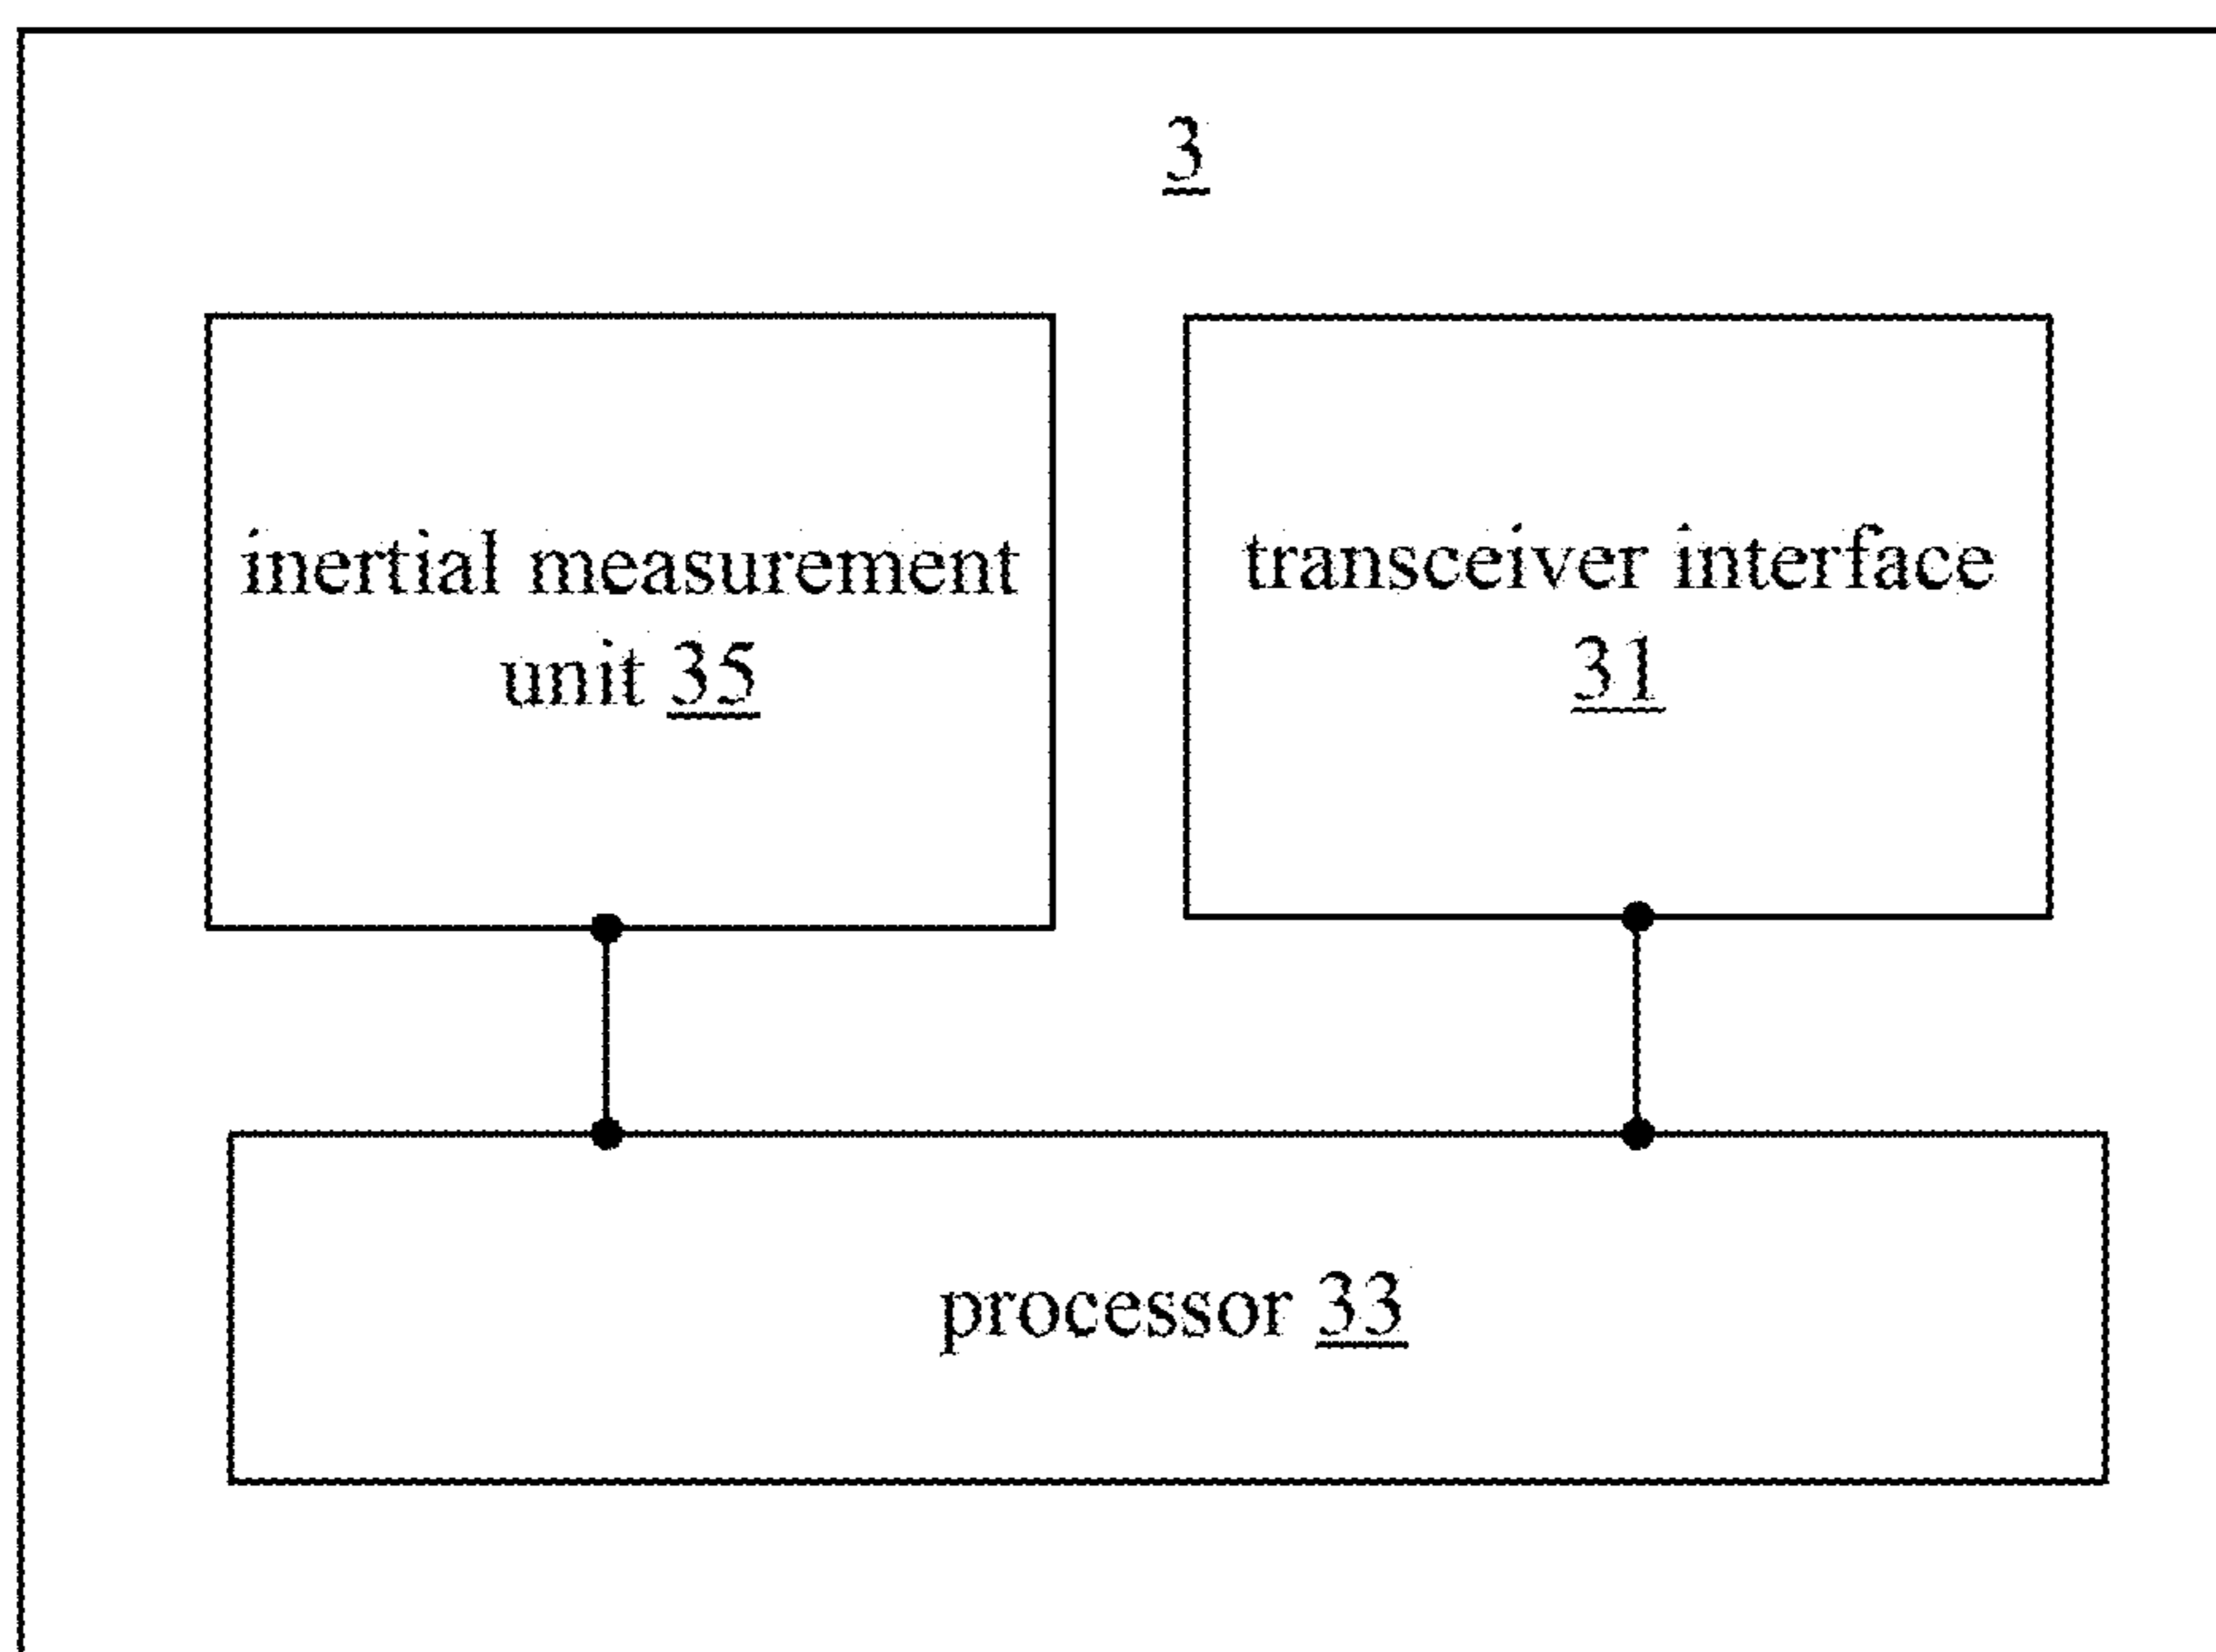 3
inertial measurement
unit 35
transceiver interface
31
processor 33